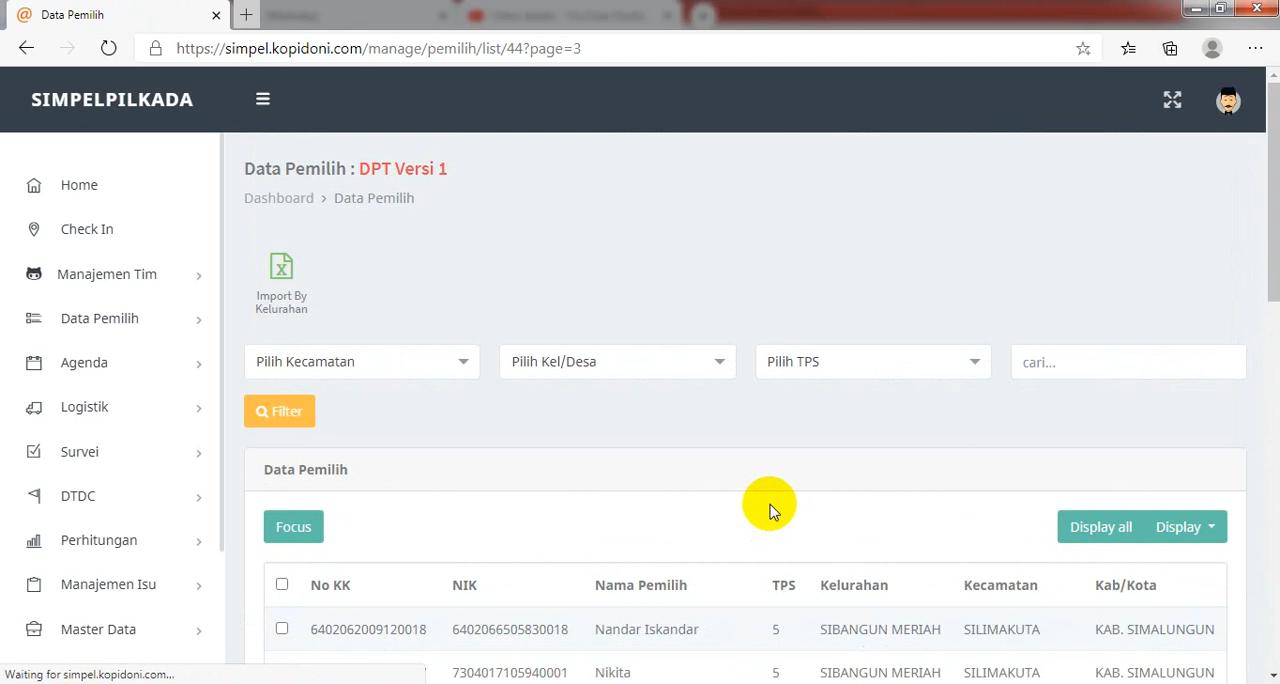 Data Pemilih
https://simpel.kopidoni.com/manage/pemilih/list/44?page=3
SIMPELPILKADA
Home
Check In
Manajemen Tim
Data Pemilih
Agenda
Logistik
Survei
DTDC
Perhitungan
Manajemen Isu
Master Data
Data Pemilih : DPT Versi 1
Dashboard > Data Pemilih
Import By
Kelurahan
Pilih Kecamatan Pilih Kel/Desa Pilih TPS cari...
Filter
Data Pemilih
Focus Display all Display
No KK NIK Nama Pemilih TPS Kelurahan Kecamatan Kab/Kota
6402062009120018 6402066505830018 Nandar Iskandar 5 SIBANGUN MERIAH SILIMAKUTA KAB. SIMALUNGUN
7304017105940001 Nikita 5 SIBANGUN MERIAH SILIMAKUTA KAB. SIMALUNGUN
Waiting for simpel.kopidoni.com...